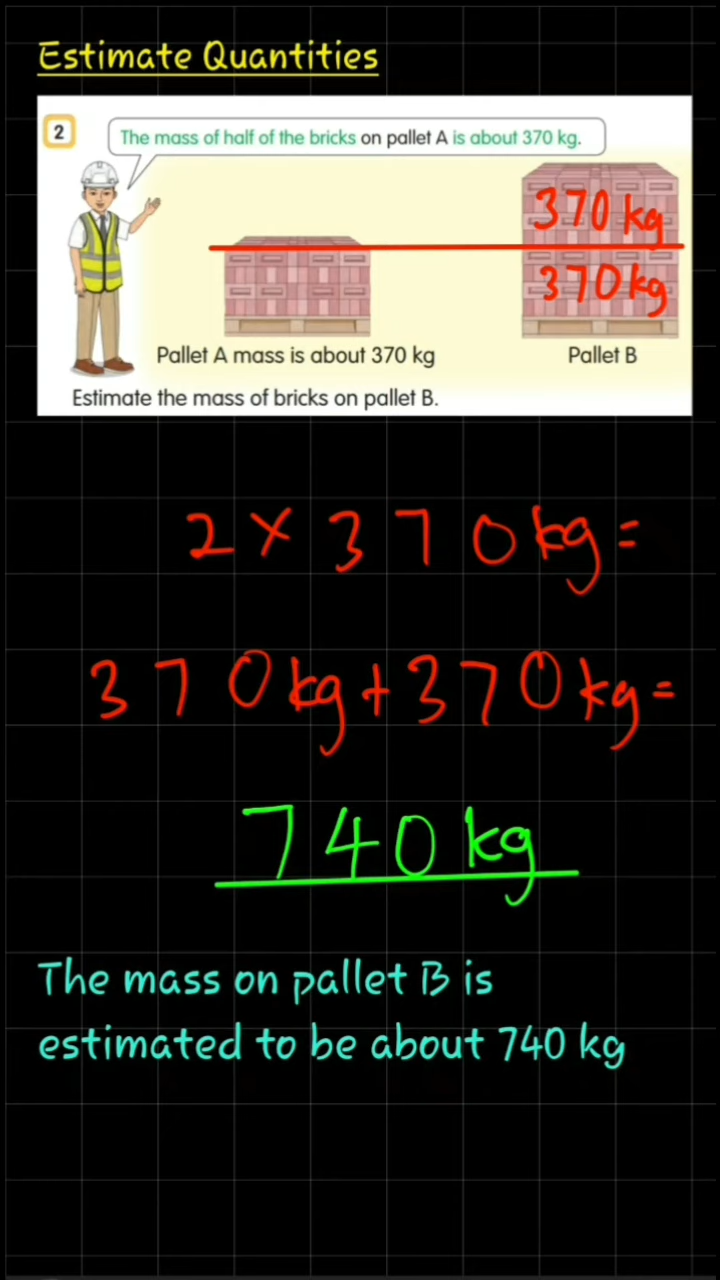 Estimate Quantities
2
The mass of half of the bricks on pallet A is about 370 kg.
370 kg
370 kg
Pallet A mass is about 370 kg
Pallet B
Estimate the mass of bricks on pallet B.
2 × 370 kg =
370 kg + 370 kg =
740 kg
The mass on pallet B is
estimated to be about 740 kg